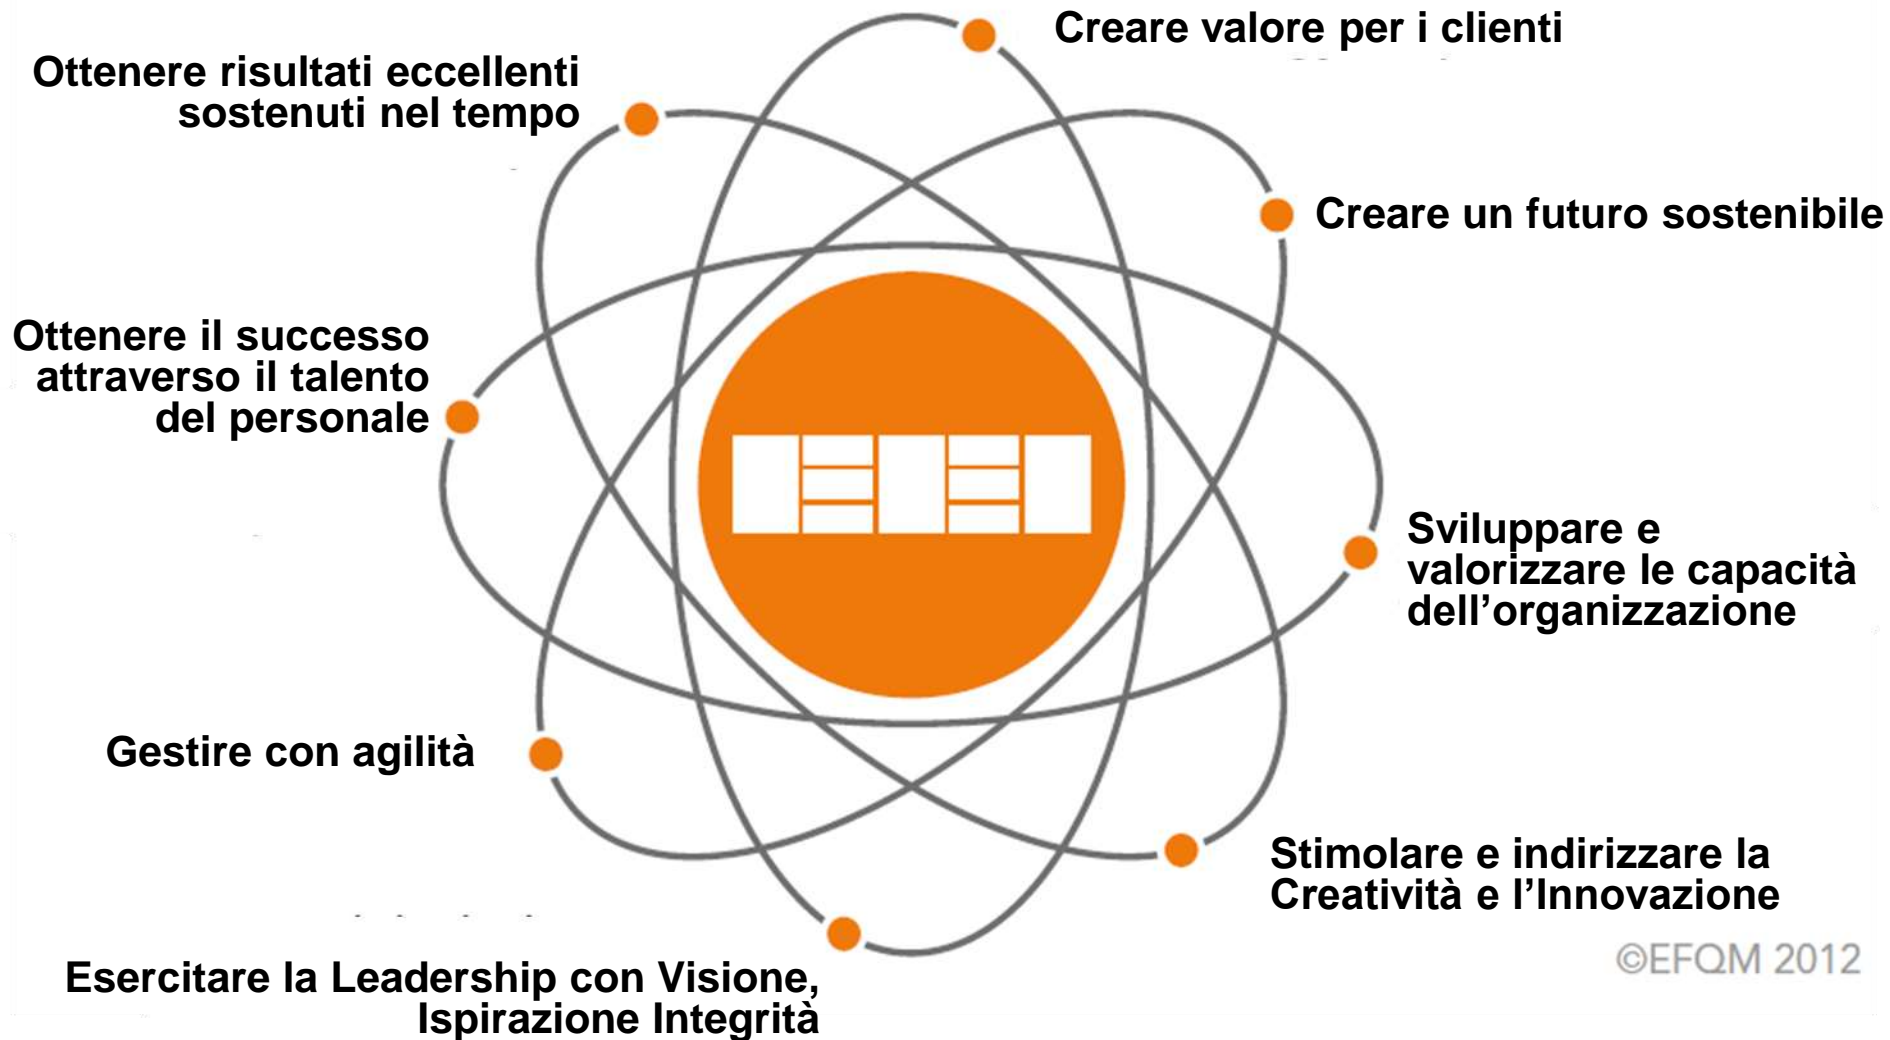 Creare valore per i clienti
Ottenere risultati eccellenti
sostenuti nel tempo
Creare un futuro sostenibile
Ottenere il successo
attraverso il talento
del personale
Sviluppare e
valorizzare le capacità
dell’organizzazione
Gestire con agilità
Stimolare e indirizzare la
Creatività e l’Innovazione
Esercitare la Leadership con Visione,
Ispirazione Integrità
©EFQM 2012